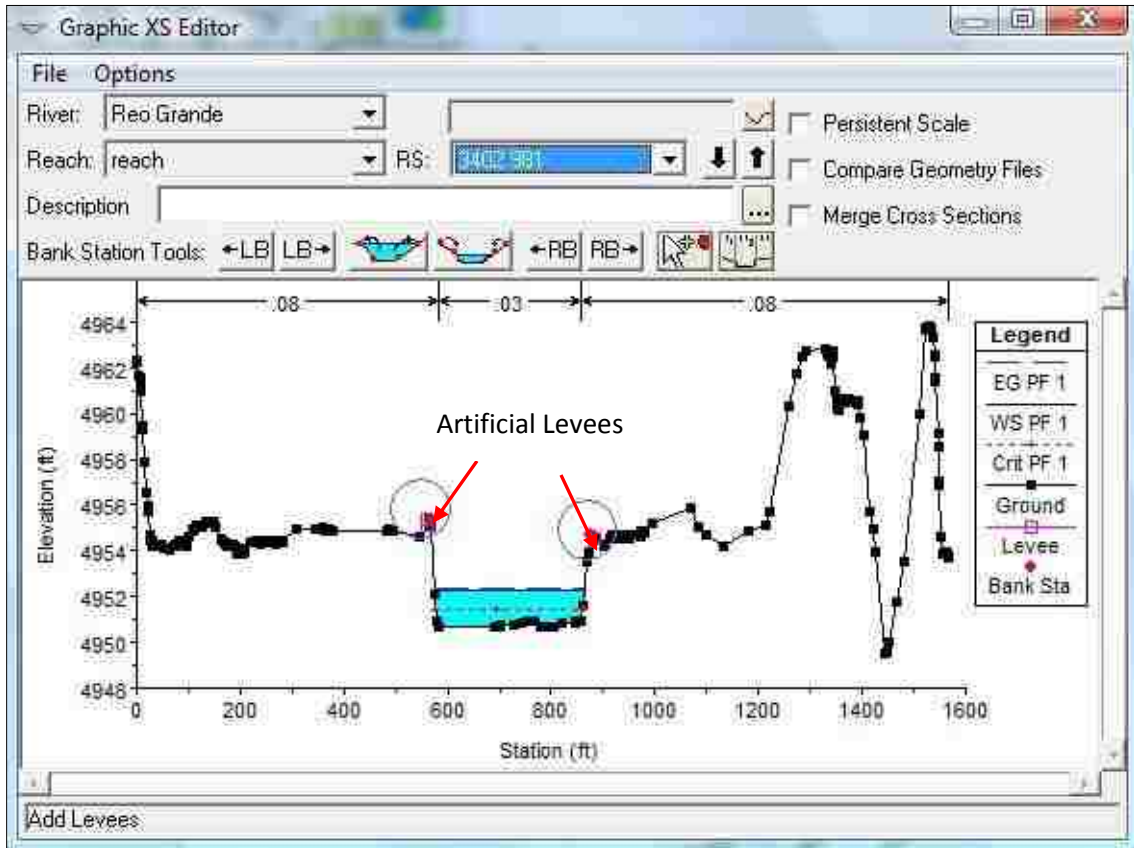 Graphic XS Editor
File Options
River: Reo Grande
Reach: reach RS:
Description ...
Persistent Scale
Compare Geometry Files
Merge Cross Sections
Bank Station Tools: LB LB RB RB
.08 .03 .08
4964
4962
4960
4958
4956
4954
4952
4950
4948
Elevation (ft)
Artificial Levees
0 200 400 600 800 1000 1200 1400 1600
Station (ft)
Legend
EG PF 1
WS PF 1
Crit PF 1
Ground
Levee
Bank Sta
Add Levees